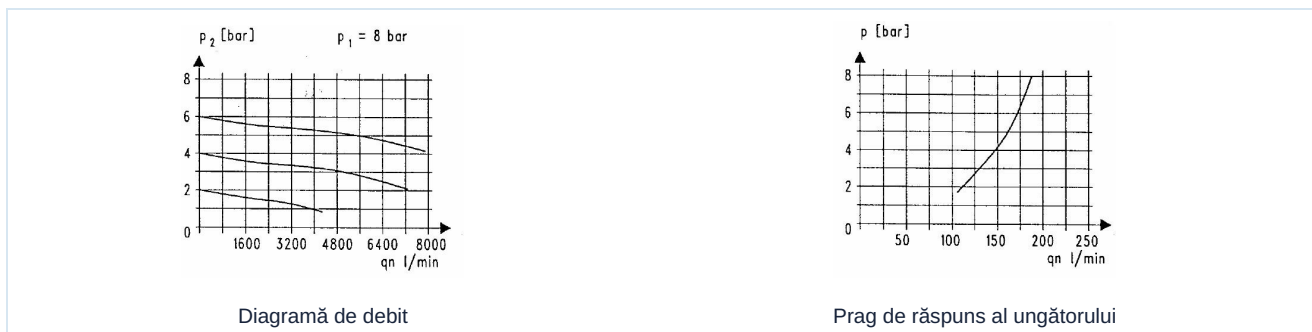 p2 [bar] p1 = 8 bar
8
6
4
2
0
1600 3200 4800 6400 8000
qn l/min
Diagramă de debit
p [bar]
8
6
4
2
0
50 100 150 200 250
qn l/min
Prag de răspuns al ungătorului